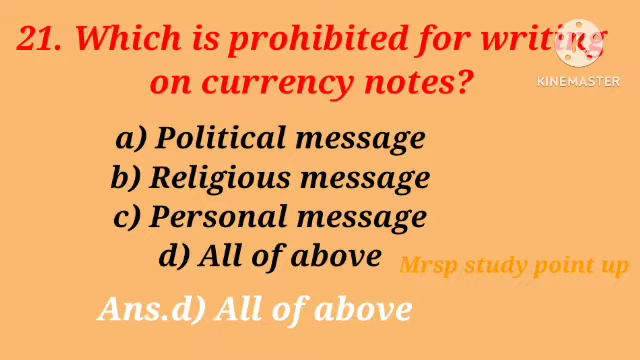 21. Which is prohibited for writing
KINEMASTER
on currency notes?
a) Political message
b) Religious message
c) Personal message
d) All of above
Mrsp study point up
Ans.d) All of above